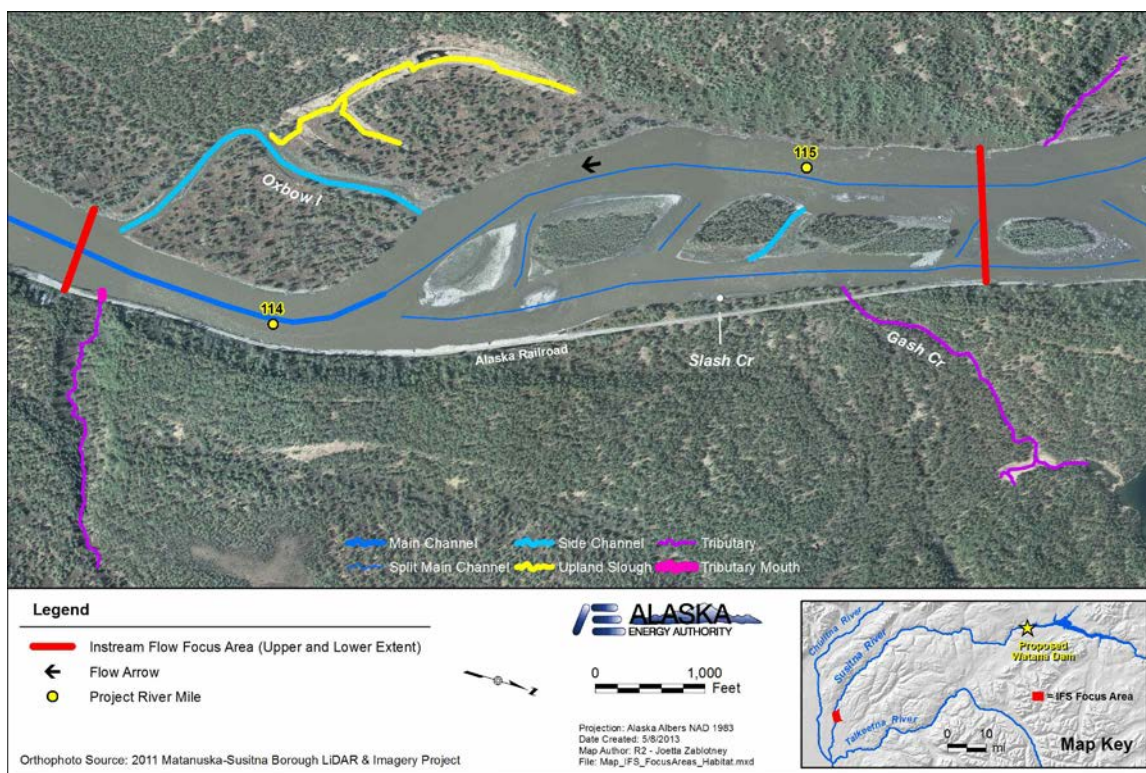 115
Oxbow I
114
Alaska Railroad
Slash Cr
Gash Cr
Main Channel
Side Channel
Tributary
Split Main Channel
Upland Slough
Tributary Mouth
Legend
Instream Flow Focus Area (Upper and Lower Extent)
Flow Arrow
Project River Mile
Orthophoto Source: 2011 Matanuska-Susitna Borough LiDAR & Imagery Project
ALASKA
ENERGY AUTHORITY
0 1,000
Feet
Z
Projection: Alaska Albers NAD 1983
Date Created: 5/8/2013
Map Author: R2 - Joetta Zablotney
File: Map_IFS_FocusAreas_Habitat.mxd
Chulitna River
Susitna River
Proposed
Watana Dam
= IFS Focus Area
Talkeetna River
0 10
mi
Map Key